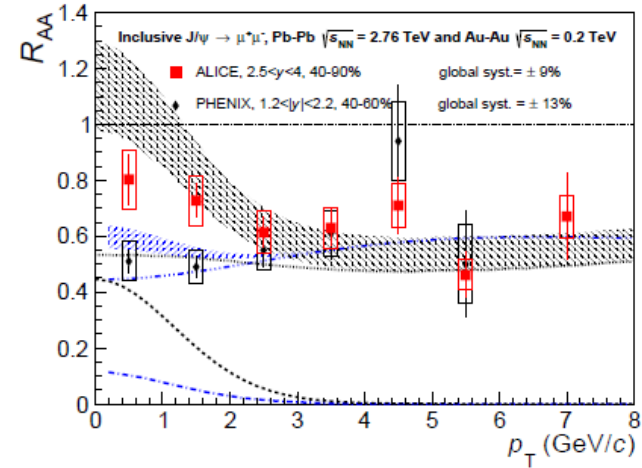 Inclusive J/ψ → μ⁺μ⁻, Pb-Pb √s_NN = 2.76 TeV and Au-Au √s_NN = 0.2 TeV
ALICE, 2.5<y<4, 40-90% global syst.= ± 9%
PHENIX, 1.2<|y|<2.2, 40-60% global syst. = ± 13%
R_AA
1.4
1.2
1
0.8
0.6
0.4
0.2
0
0 1 2 3 4 5 6 7 8
p_T (GeV/c)